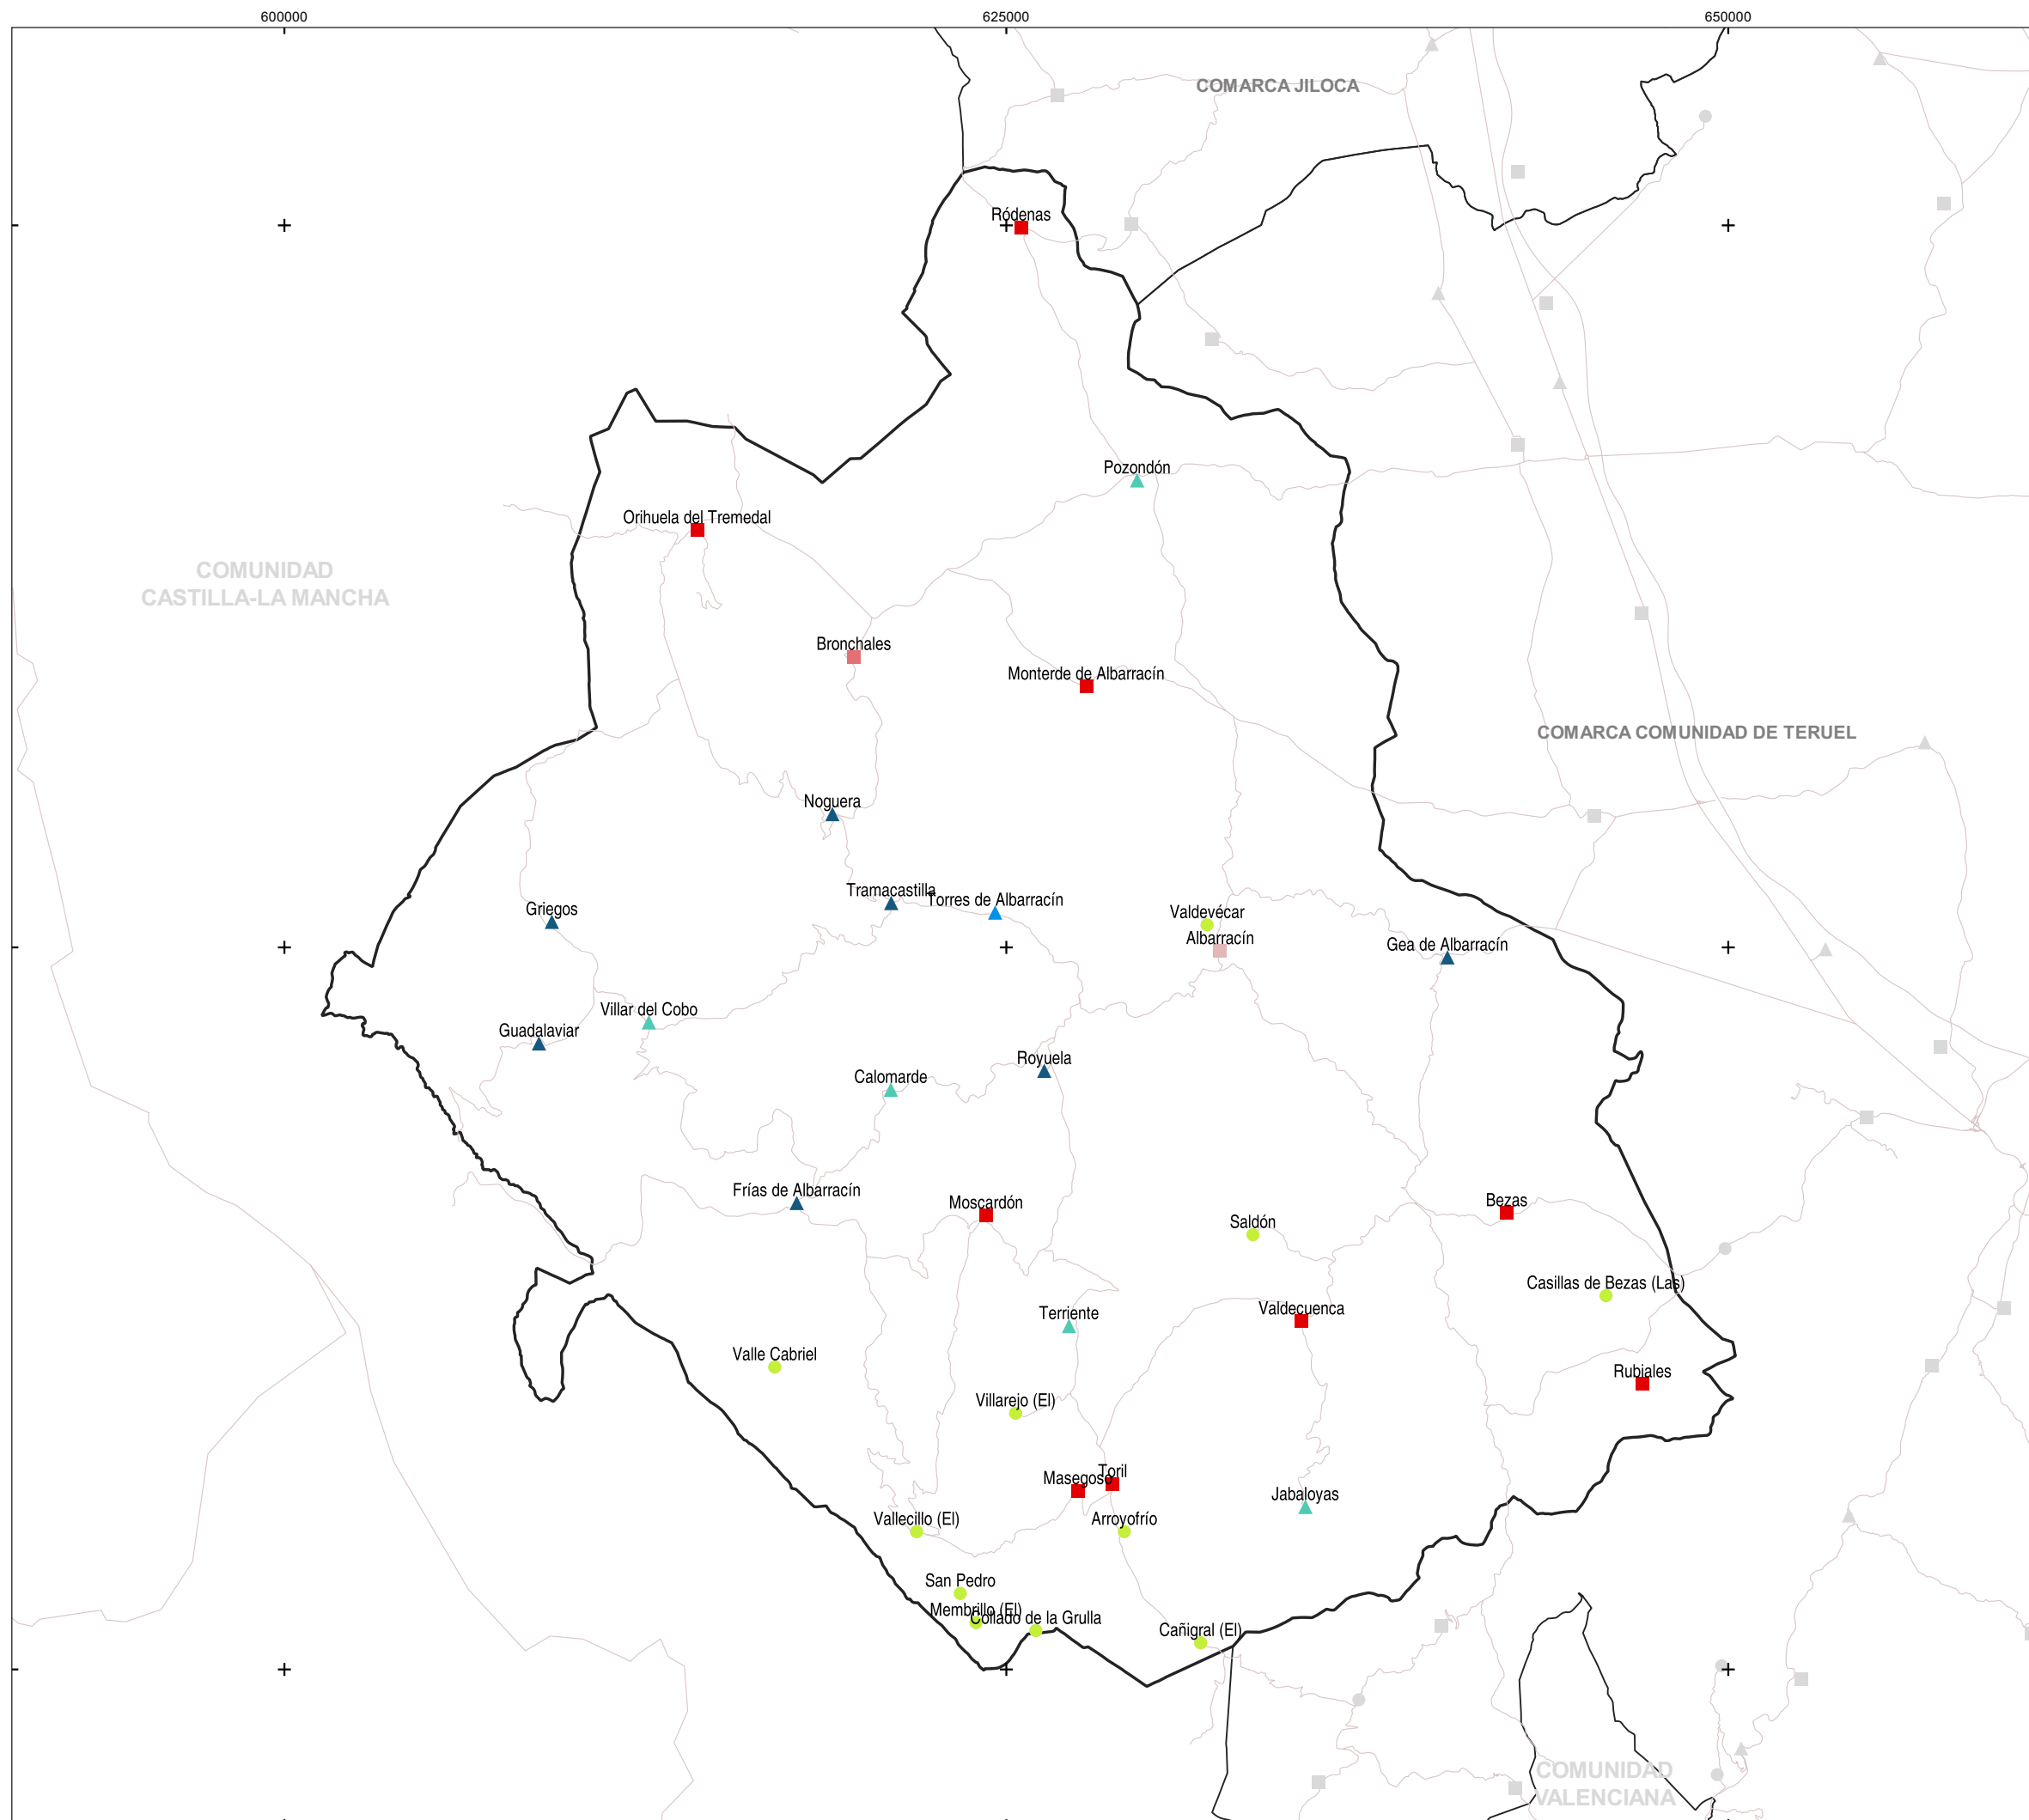 600000
625000
650000
COMARCA JILOCA
Ródenas
Pozondón
Orihuela del Tremedal
COMUNIDAD
CASTILLA-LA MANCHA
Bronchales
Monterde de Albarracín
COMARCA COMUNIDAD DE TERUEL
Noguera
Tramacastilla
Torres de Albarracín
Griegos
Valdevécar
Albarracín
Gea de Albarracín
Villar del Cobo
Guadalaviar
Royuela
Calomarde
Frías de Albarracín
Moscardón
Bezas
Saldón
Casillas de Bezas (Las)
Terriente
Valdecuenca
Valle Cabriel
Rubiales
Villarejo (El)
Masegoso
Toril
Jabaloyas
Vallecillo (El)
Arroyofrío
San Pedro
Membrillo (El)
Collado de la Grulla
Cañigral (El)
COMUNIDAD
VALENCIANA